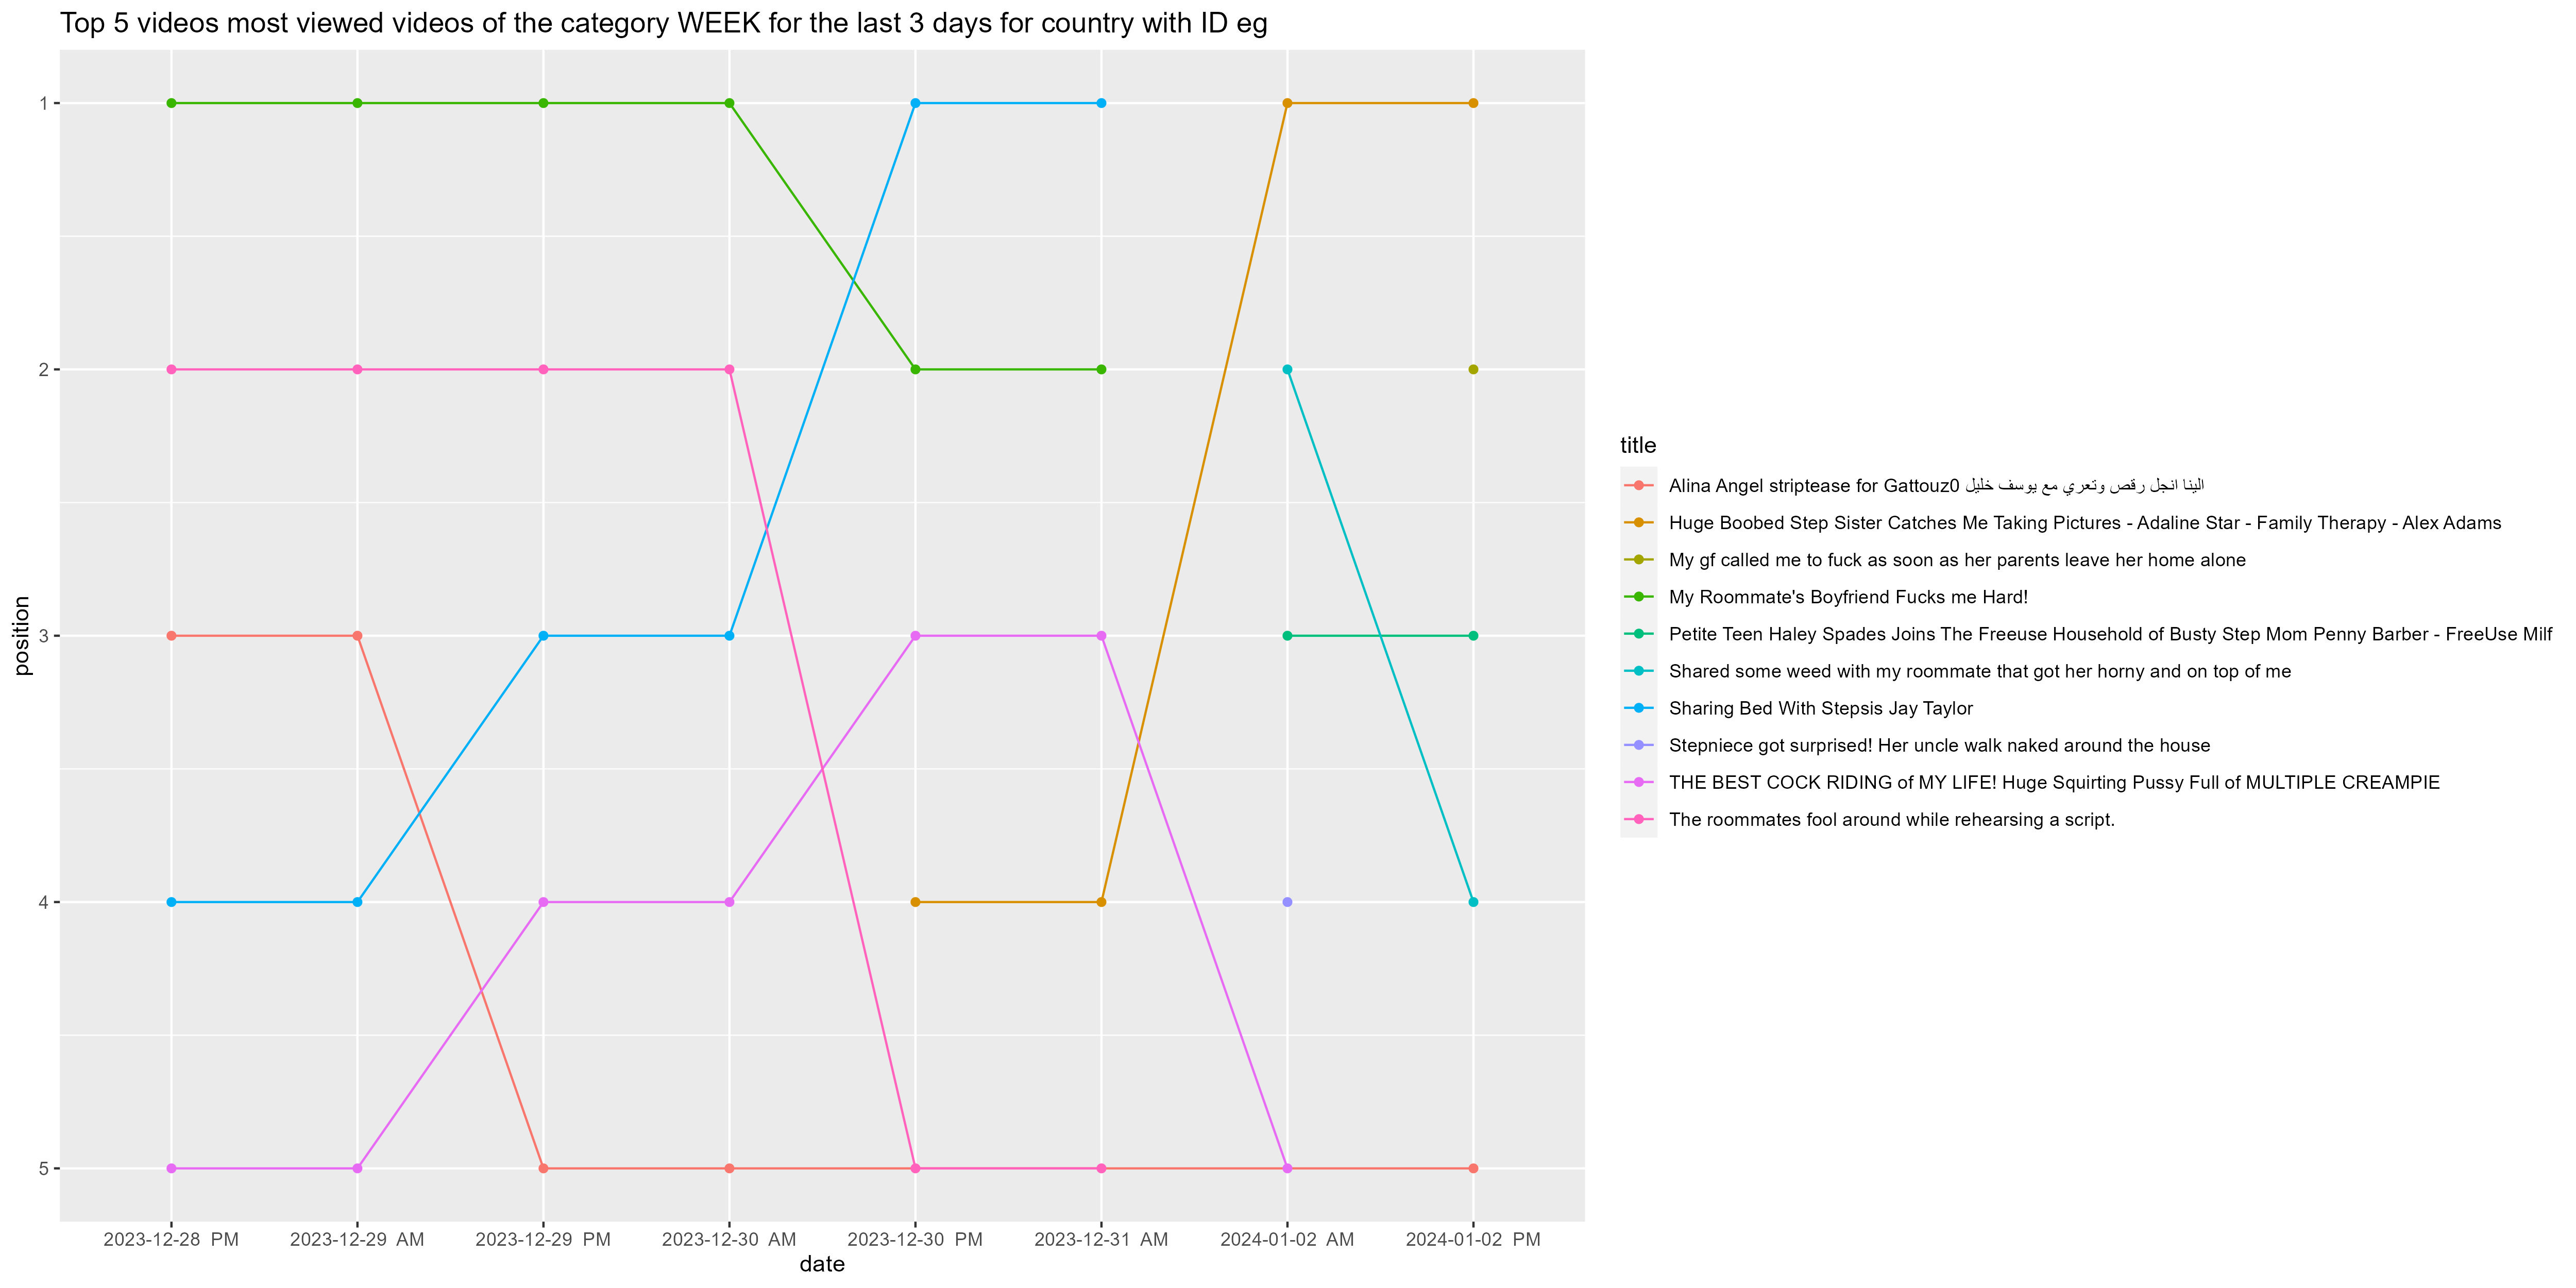 Top 5 videos most viewed videos of the category WEEK for the last 3 days for country with ID eg
position
1
2
3
4
5
2023-12-28 PM
2023-12-29 AM
2023-12-29 PM
2023-12-30 AM
2023-12-30 PM
2023-12-31 AM
2024-01-02 AM
2024-01-02 PM
date
title
Alina Angel striptease for Gattouz0 الينا انجل رقص وتعري مع يوسف خليل
Huge Boobed Step Sister Catches Me Taking Pictures - Adaline Star - Family Therapy - Alex Adams
My gf called me to fuck as soon as her parents leave her home alone
My Roommate's Boyfriend Fucks me Hard!
Petite Teen Haley Spades Joins The Freeuse Household of Busty Step Mom Penny Barber - FreeUse Milf
Shared some weed with my roommate that got her horny and on top of me
Sharing Bed With Stepsis Jay Taylor
Stepniece got surprised! Her uncle walk naked around the house
THE BEST COCK RIDING of MY LIFE! Huge Squirting Pussy Full of MULTIPLE CREAMPIE
The roommates fool around while rehearsing a script.